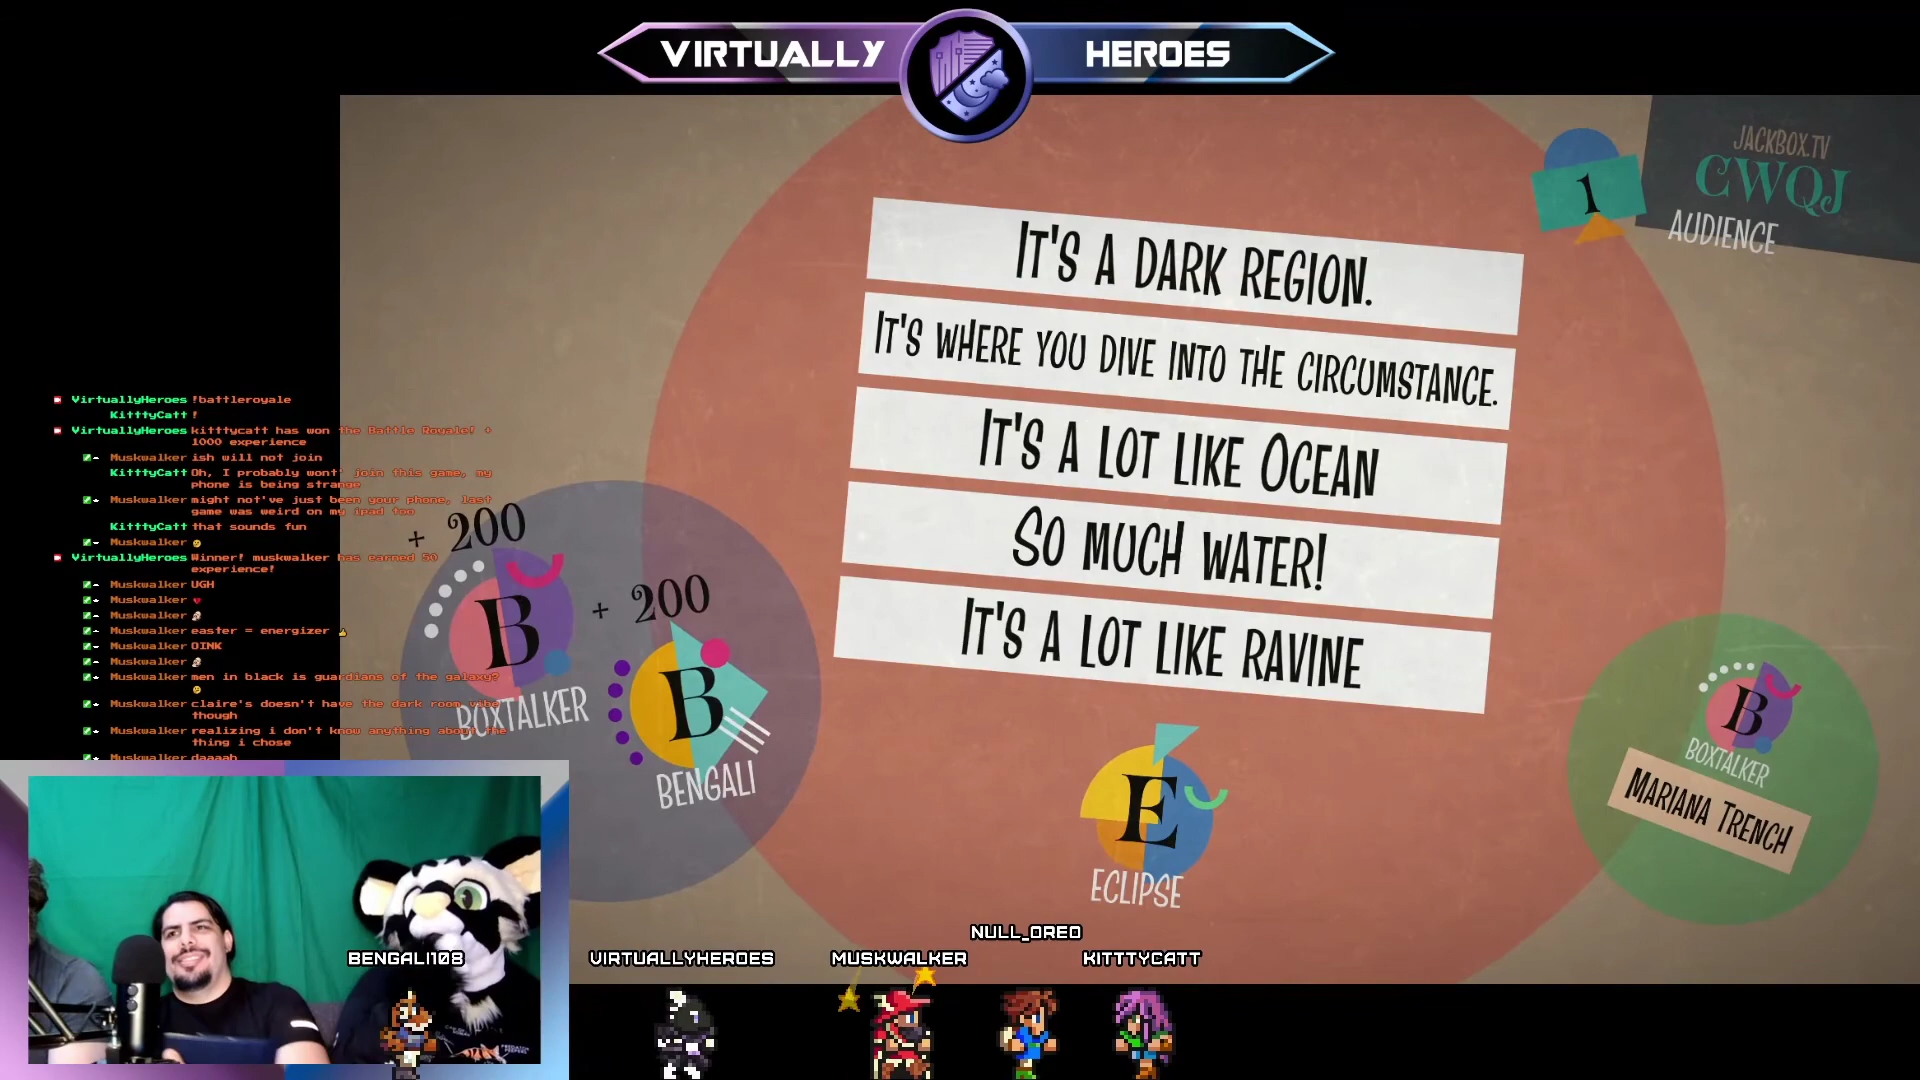 VIRTUALLY HEROES
JACKBOX.TV
CWQJ
AUDIENCE
1
IT'S A DARK REGION.
IT'S WHERE YOU DIVE INTO THE CIRCUMSTANCE.
IT'S A LOT LIKE OCEAN
SO MUCH WATER!
IT'S A LOT LIKE RAVINE
VirtuallyHeroes !battleroyale
KitttyCatt !
VirtuallyHeroes kitttycatt has won the Battle Royale! +
1000 experience
Muskwalker ish will not join
KitttyCatt Oh, I probably wont' join this game, my
phone is being strange
Muskwalker might not've just been your phone, last
game was weird on my ipad too
KitttyCatt that sounds fun
Muskwalker
VirtuallyHeroes Winner! muskwalker has earned 50
experience!
Muskwalker UGH
Muskwalker
Muskwalker
Muskwalker easter = energizer
Muskwalker OINK
Muskwalker
Muskwalker men in black is guardians of the galaxy?
Muskwalker claire's doesn't have the dark room vibe
though
Muskwalker realizing i don't know anything about the
thing i chose
Muskwalker daaaah
+ 200
B
BOXTALKER
+ 200
B
BENGALI
E
ECLIPSE
B
BOXTALKER
MARIANA TRENCH
BENGALI108
VIRTUALLYHEROES
MUSKWALKER
NULL_OREO
KITTTYCATT